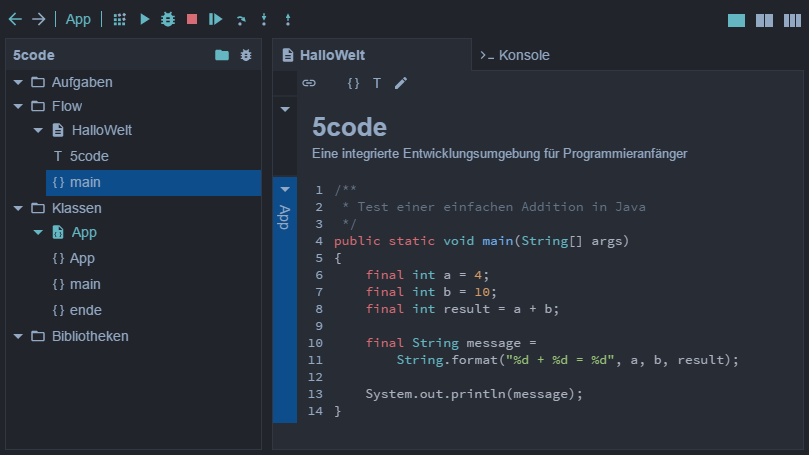 App
5code
Aufgaben
Flow
HalloWelt
T 5code
{} main
Klassen
App
{} App
{} main
{} ende
Bibliotheken
HalloWelt
>_ Konsole
{} T
5code
Eine integrierte Entwicklungsumgebung für Programmieranfänger
App
1 /**
2  * Test einer einfachen Addition in Java
3  */
4 public static void main(String[] args)
5 {
6     final int a = 4;
7     final int b = 10;
8     final int result = a + b;
9
10     final String message =
11         String.format("%d + %d = %d", a, b, result);
12
13     System.out.println(message);
14 }